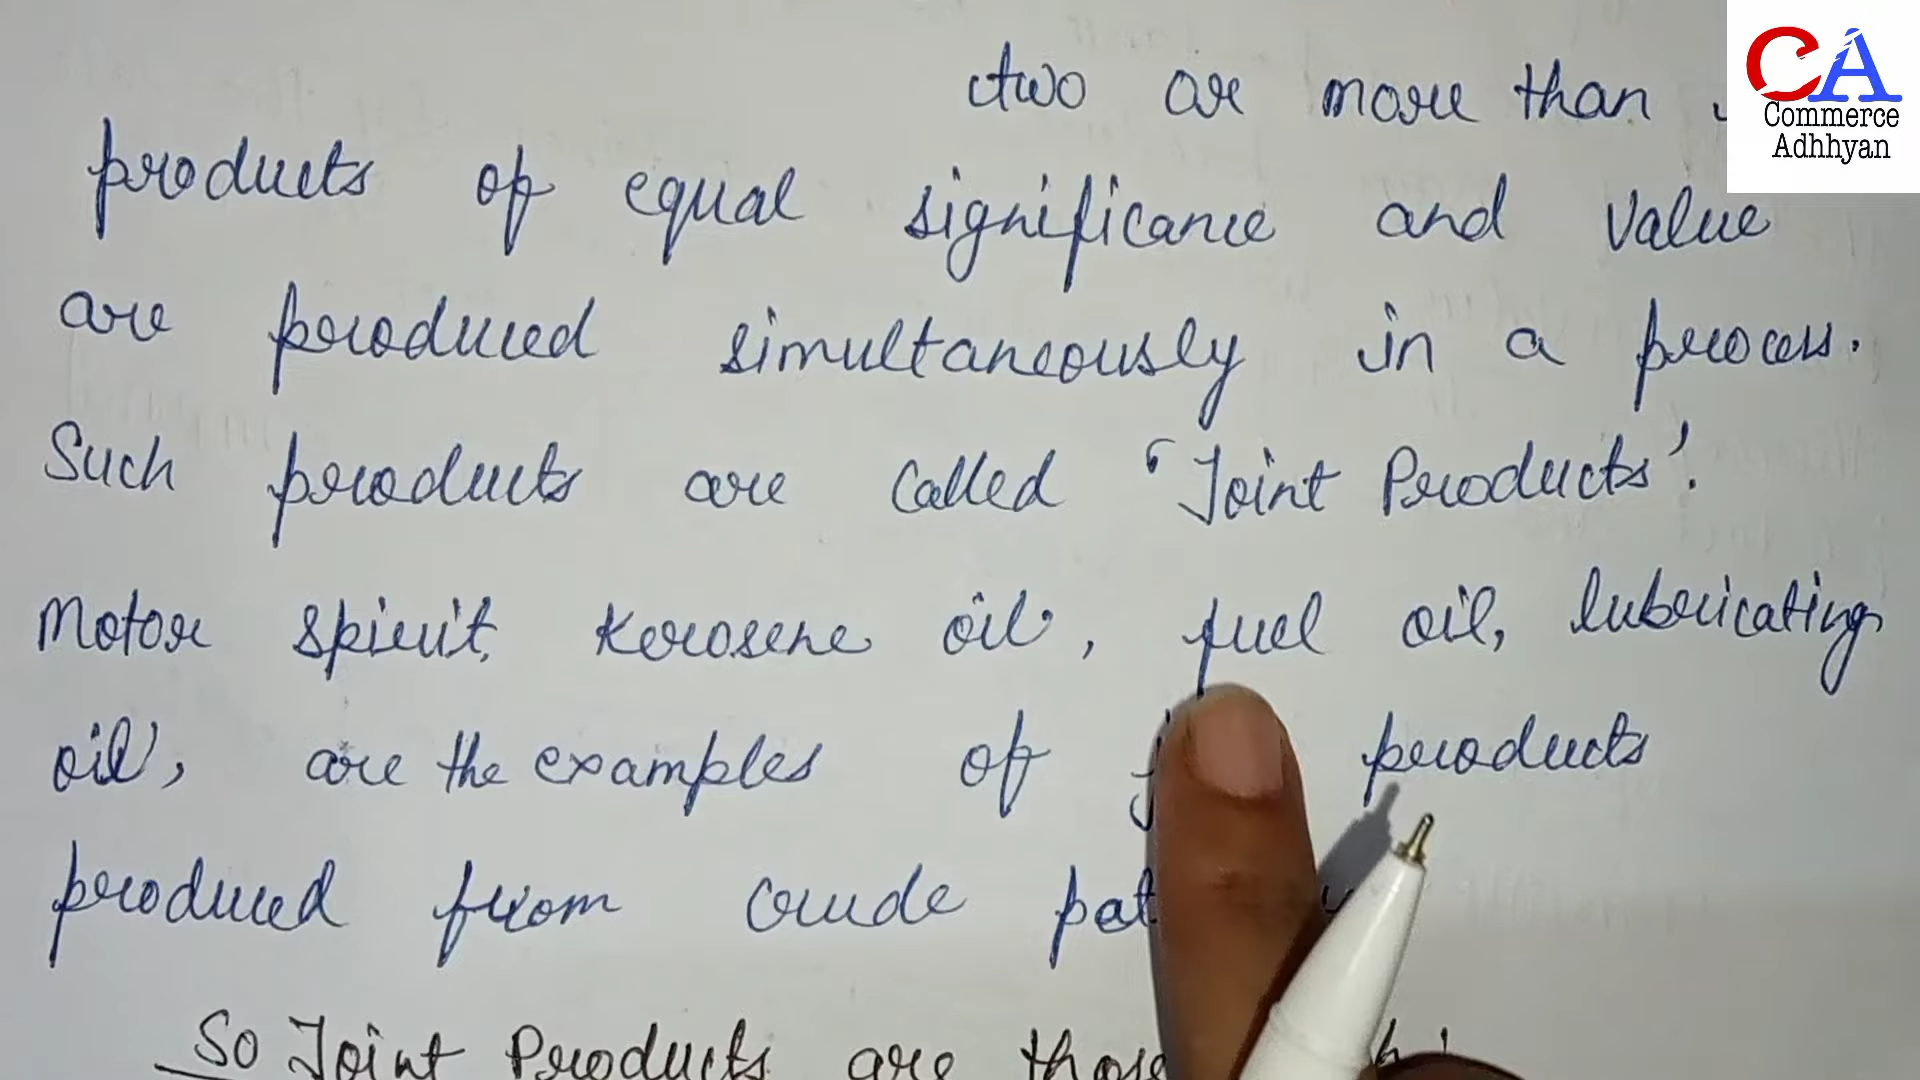 two are more than
CA
Commerce
Adhhyan
products of equal significance and value
are produced simultaneously in a process.
Such products are called 'Joint Products'.
Motor spirit, Kerosene oil, fuel oil, lubricating
oil, are the examples of products
produced from crude
So Joint Products are those